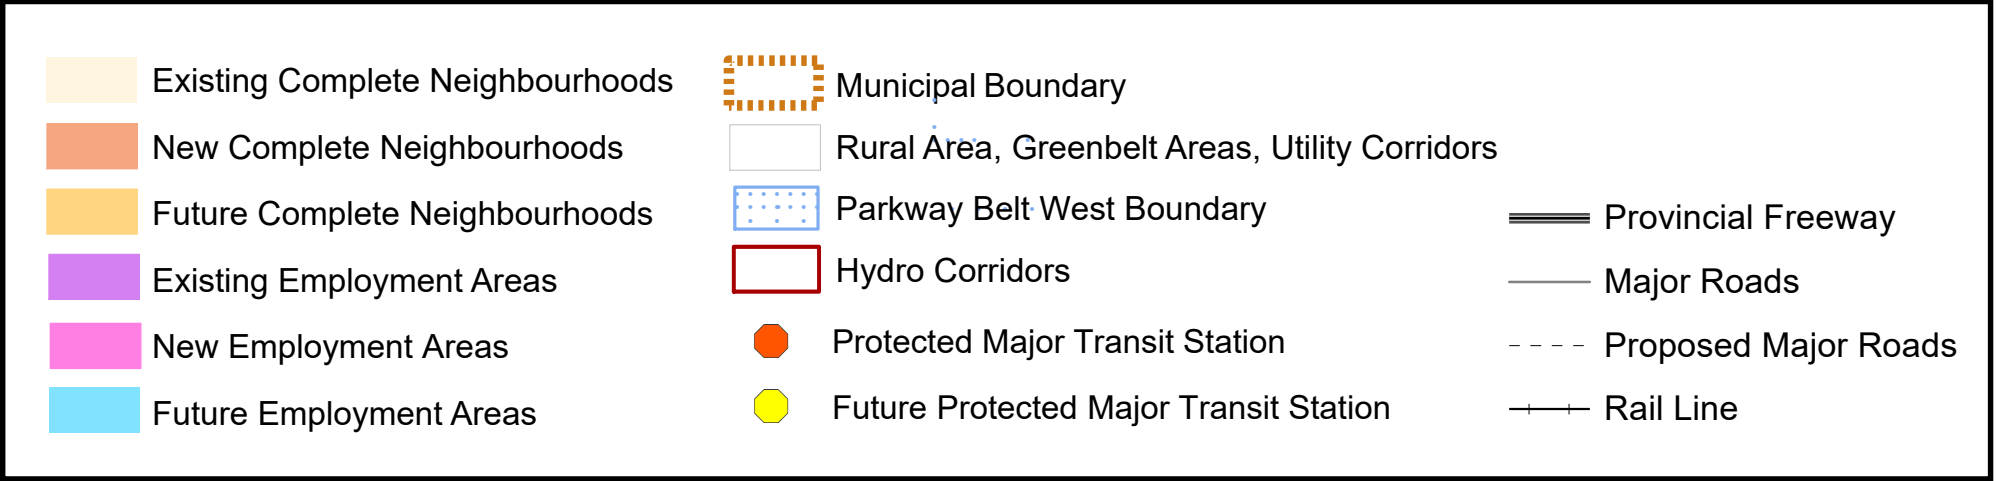 Existing Complete Neighbourhoods
New Complete Neighbourhoods
Future Complete Neighbourhoods
Existing Employment Areas
New Employment Areas
Future Employment Areas
Municipal Boundary
Rural Area, Greenbelt Areas, Utility Corridors
Parkway Belt West Boundary
Hydro Corridors
Protected Major Transit Station
Future Protected Major Transit Station
Provincial Freeway
Major Roads
Proposed Major Roads
Rail Line